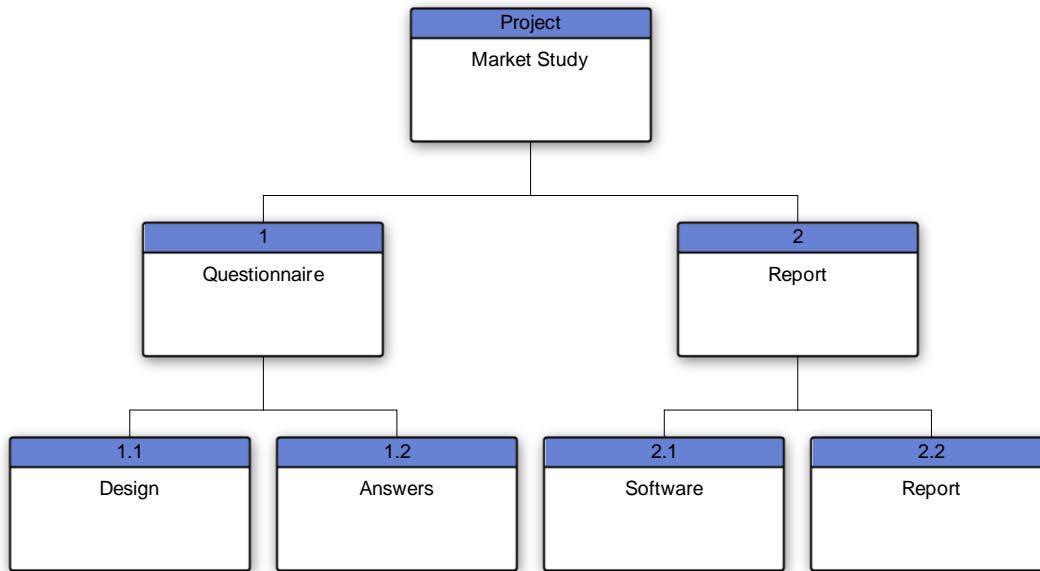 Project
Market Study
1
Questionnaire
2
Report
1.1
Design
1.2
Answers
2.1
Software
2.2
Report